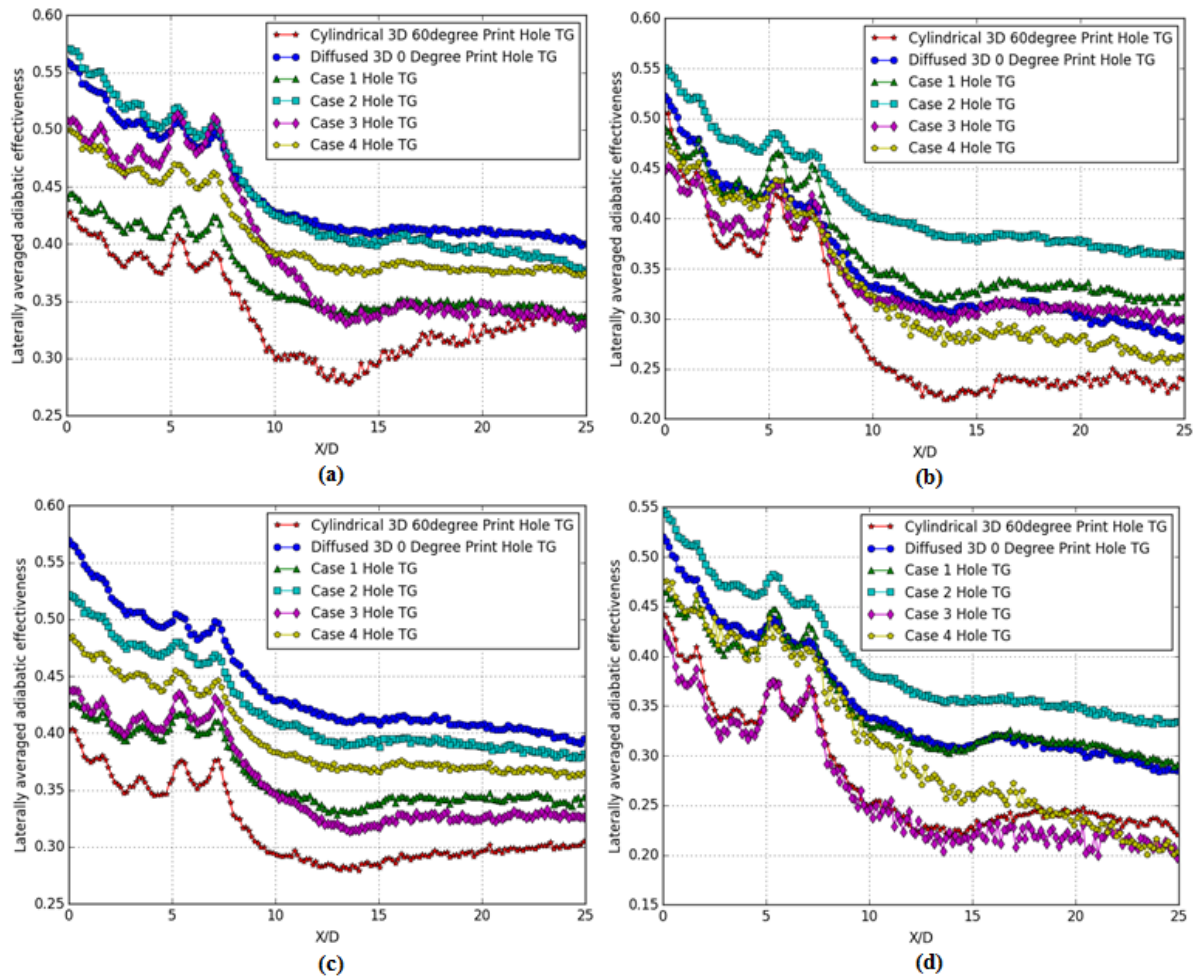 0.60
0.55
0.50
0.45
0.40
0.35
0.30
0.25
Laterally averaged adiabatic effectiveness
Cylindrical 3D 60degree Print Hole TG
Diffused 3D 0 Degree Print Hole TG
Case 1 Hole TG
Case 2 Hole TG
Case 3 Hole TG
Case 4 Hole TG
0 5 10 15 20 25
X/D
(a)
0.60
0.55
0.50
0.45
0.40
0.35
0.30
0.25
0.20
Laterally averaged adiabatic effectiveness
Cylindrical 3D 60degree Print Hole TG
Diffused 3D 0 Degree Print Hole TG
Case 1 Hole TG
Case 2 Hole TG
Case 3 Hole TG
Case 4 Hole TG
0 5 10 15 20 25
X/D
(b)
0.60
0.55
0.50
0.45
0.40
0.35
0.30
0.25
Laterally averaged adiabatic effectiveness
Cylindrical 3D 60degree Print Hole TG
Diffused 3D 0 Degree Print Hole TG
Case 1 Hole TG
Case 2 Hole TG
Case 3 Hole TG
Case 4 Hole TG
0 5 10 15 20 25
X/D
(c)
0.55
0.50
0.45
0.40
0.35
0.30
0.25
0.20
0.15
Laterally averaged adiabatic effectiveness
Cylindrical 3D 60degree Print Hole TG
Diffused 3D 0 Degree Print Hole TG
Case 1 Hole TG
Case 2 Hole TG
Case 3 Hole TG
Case 4 Hole TG
0 5 10 15 20 25
X/D
(d)